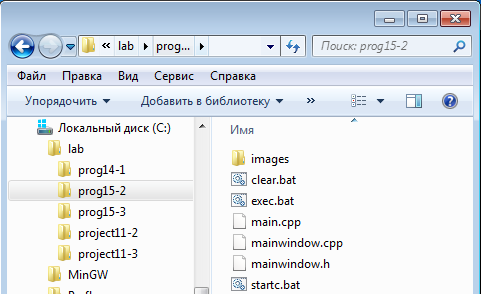 « lab prog...
Поиск: prog15-2
Файл Правка Вид Сервис Справка
Упорядочить Добавить в библиотеку »
Локальный диск (C:)
lab
prog14-1
prog15-2
prog15-3
project11-2
project11-3
MinGW
Имя
images
clear.bat
exec.bat
main.cpp
mainwindow.cpp
mainwindow.h
startc.bat